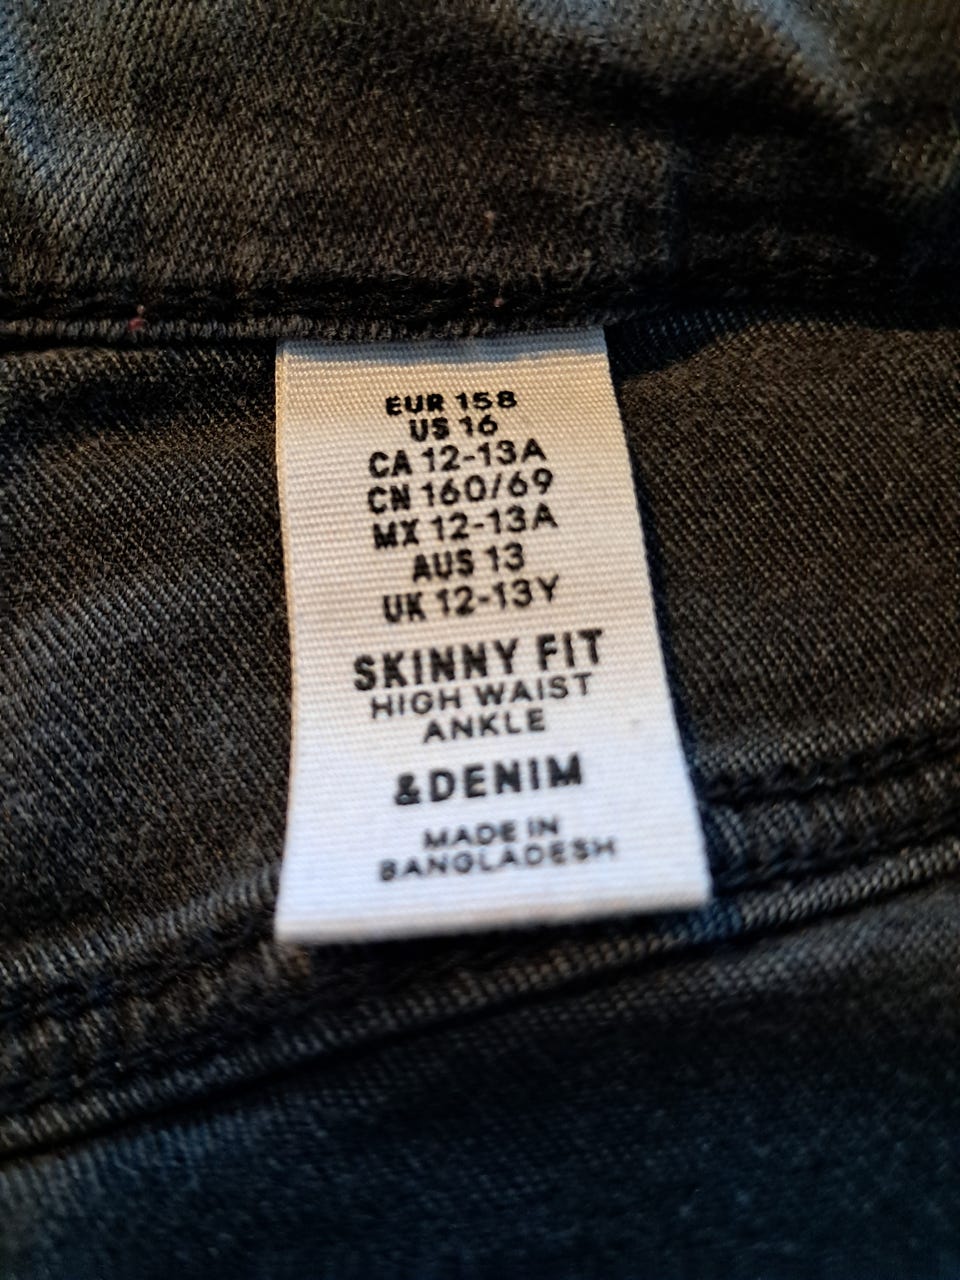 EUR 158
US 16
CA 12-13A
CN 160/69
MX 12-13A
AUS 13
UK 12-13Y
SKINNY FIT
HIGH WAIST
ANKLE
&DENIM
MADE IN
BANGLADESH